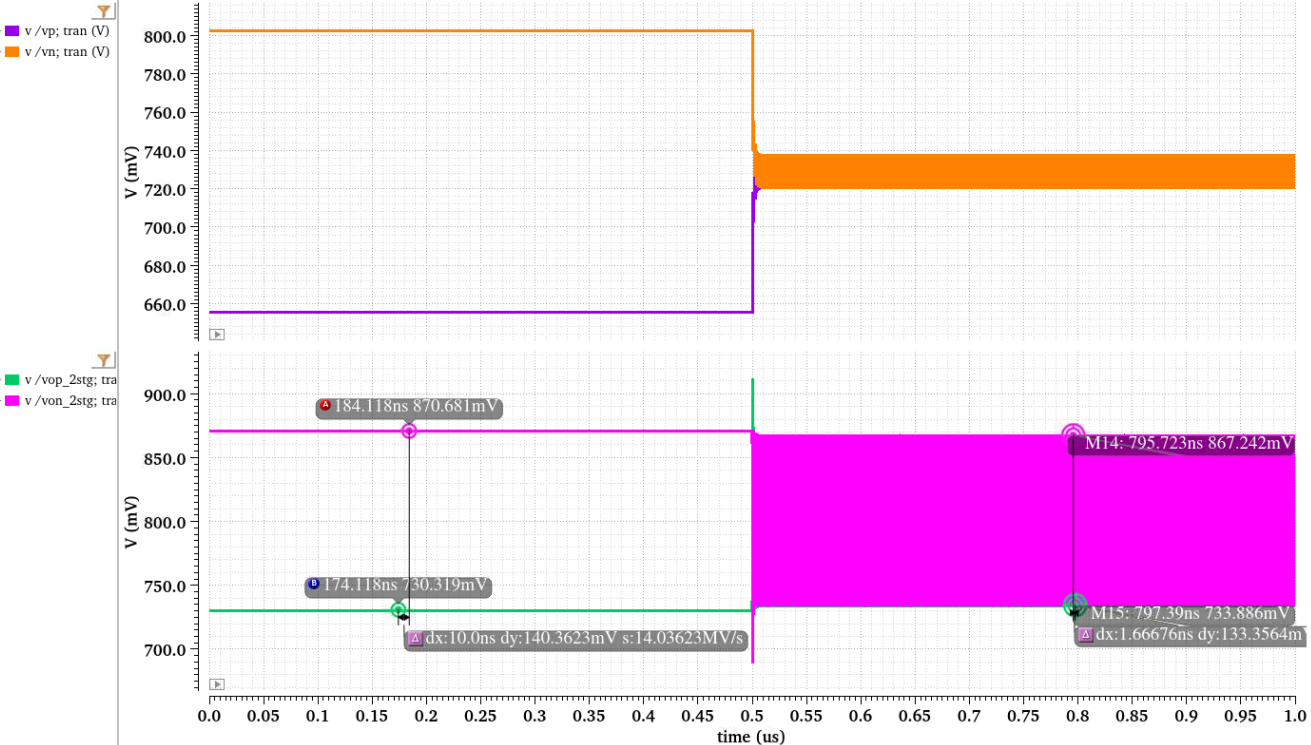 v /vp; tran (V)
v /vn; tran (V)
800.0
780.0
760.0
740.0
720.0
700.0
680.0
660.0
V (mV)
v /vop_2stg; tra
v /von_2stg; tra
900.0
850.0
800.0
750.0
700.0
V (mV)
A 184.118ns 870.681mV
B 174.118ns 730.319mV
Δ dx:10.0ns dy:140.3623mV s:14.03623MV/s
M14: 795.723ns 867.242mV
M15: 797.39ns 733.886mV
Δ dx:1.66676ns dy:133.3564m
0.0 0.05 0.1 0.15 0.2 0.25 0.3 0.35 0.4 0.45 0.5 0.55 0.6 0.65 0.7 0.75 0.8 0.85 0.9 0.95 1.0
time (us)